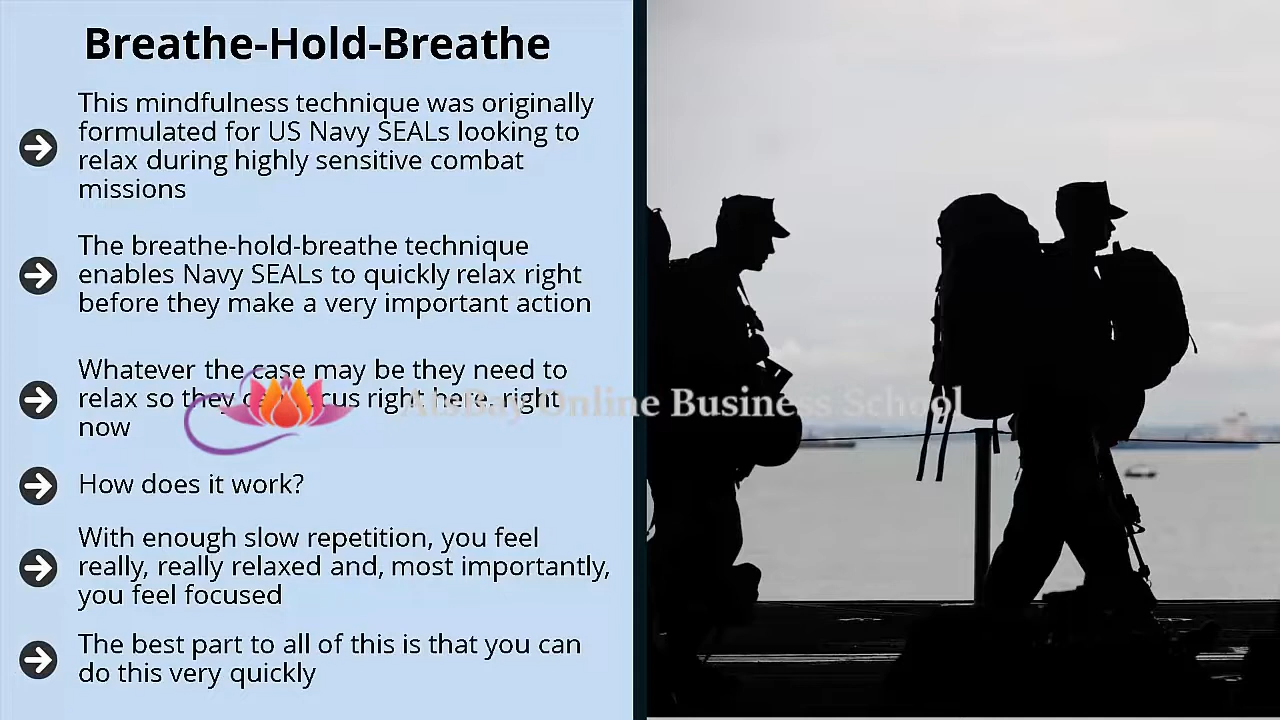 Breathe-Hold-Breathe
This mindfulness technique was originally
formulated for US Navy SEALs looking to
relax during highly sensitive combat
missions
The breathe-hold-breathe technique
enables Navy SEALs to quickly relax right
before they make a very important action
Whatever the case may be they need to
relax so they right here. right
now
Online Business School
How does it work?
With enough slow repetition, you feel
really, really relaxed and, most importantly,
you feel focused
The best part to all of this is that you can
do this very quickly